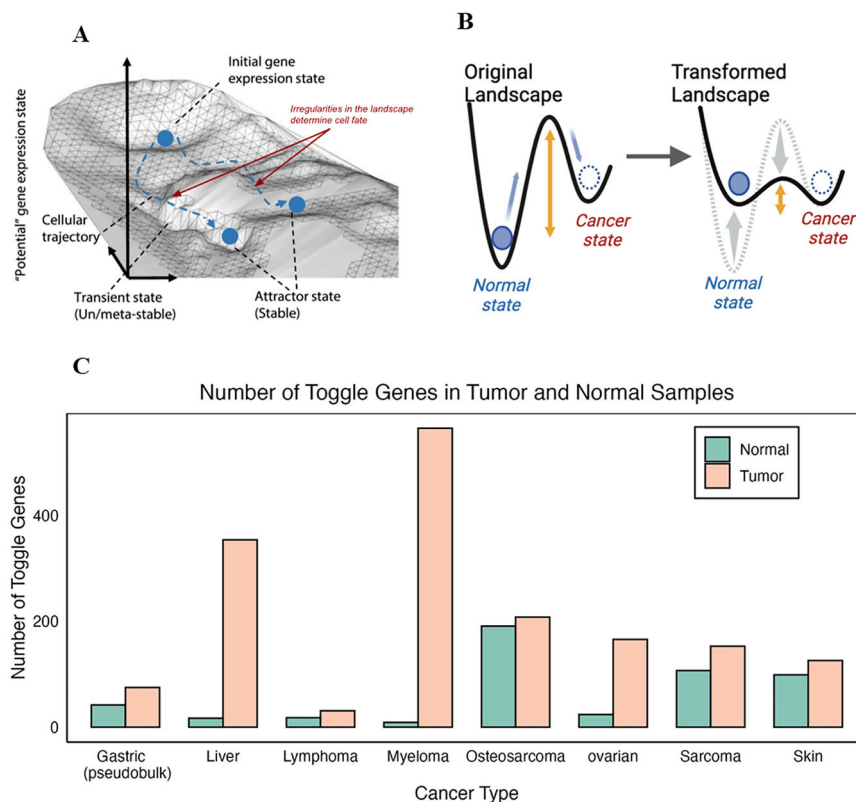 A
"Potential" gene expression state
Initial gene
expression state
Irregularities in the landscape
determine cell fate
Cellular
trajectory
Transient state
(Un/meta-stable)
Attractor state
(Stable)
B
Original
Landscape
Transformed
Landscape
Cancer
state
Normal
state
Cancer
state
Normal
state
C
Number of Toggle Genes in Tumor and Normal Samples
Normal
Tumor
Number of Toggle Genes
400
200
0
Gastric
(pseudobulk)
Liver
Lymphoma
Myeloma
Osteosarcoma
ovarian
Sarcoma
Skin
Cancer Type